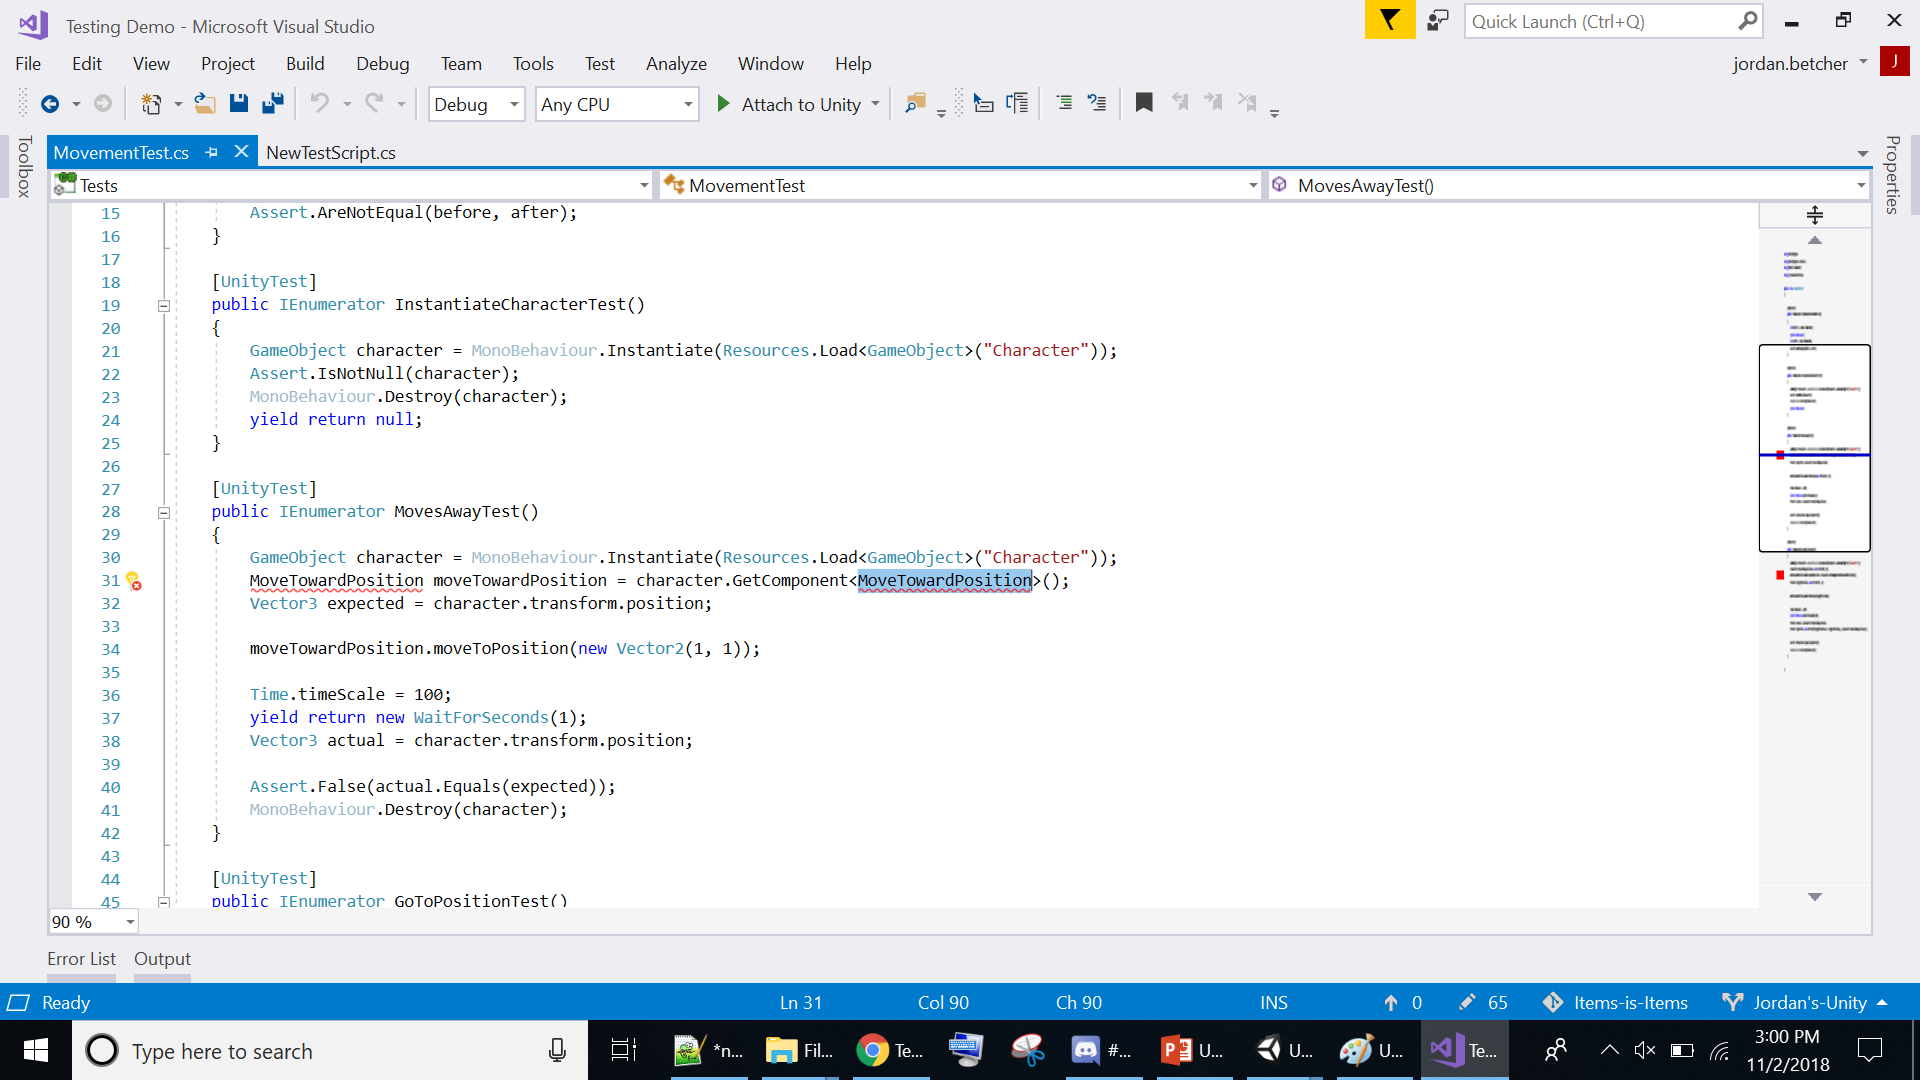 Testing Demo - Microsoft Visual Studio
Quick Launch (Ctrl+Q)
File Edit View Project Build Debug Team Tools Test Analyze Window Help
jordan.betcher
J
Debug
Any CPU
Attach to Unity
Toolbox
Properties
MovementTest.cs
NewTestScript.cs
Tests
MovementTest
MovesAwayTest()
15 Assert.AreNotEqual(before, after);
16 }
17
18 [UnityTest]
19 public IEnumerator InstantiateCharacterTest()
20 {
21 GameObject character = MonoBehaviour.Instantiate(Resources.Load<GameObject>("Character"));
22 Assert.IsNotNull(character);
23 MonoBehaviour.Destroy(character);
24 yield return null;
25 }
26
27 [UnityTest]
28 public IEnumerator MovesAwayTest()
29 {
30 GameObject character = MonoBehaviour.Instantiate(Resources.Load<GameObject>("Character"));
31 MoveTowardPosition moveTowardPosition = character.GetComponent<MoveTowardPosition>();
32 Vector3 expected = character.transform.position;
33
34 moveTowardPosition.moveToPosition(new Vector2(1, 1));
35
36 Time.timeScale = 100;
37 yield return new WaitForSeconds(1);
38 Vector3 actual = character.transform.position;
39
40 Assert.False(actual.Equals(expected));
41 MonoBehaviour.Destroy(character);
42 }
43
44 [UnityTest]
45 public IEnumerator GoToPositionTest()
90 %
Error List Output
Ready
Ln 31
Col 90
Ch 90
INS
0
65
Items-is-Items
Jordan's-Unity
Type here to search
*n...
Fil...
Te...
#...
U...
U...
U...
Te...
3:00 PM
11/2/2018